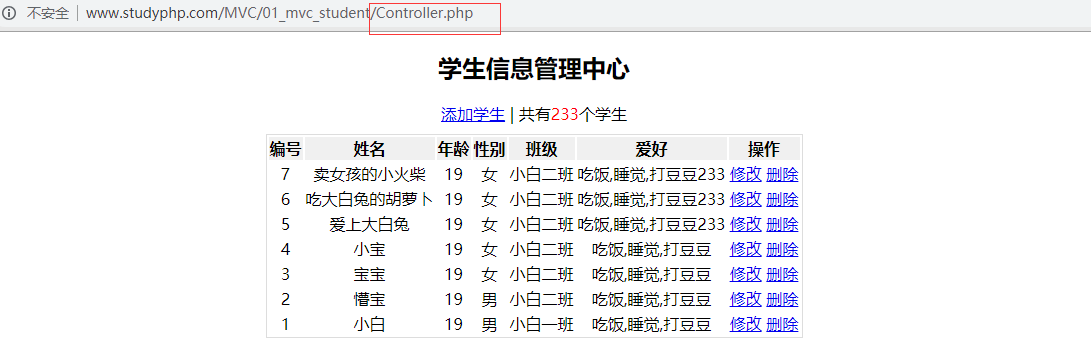 不安全 | www.studyphp.com/MVC/01_mvc_student/Controller.php
学生信息管理中心
添加学生 | 共有233个学生
编号 姓名 年龄 性别 班级 爱好 操作
7 卖女孩的小火柴 19 女 小白二班 吃饭,睡觉,打豆豆233 修改 删除
6 吃大白兔的胡萝卜 19 女 小白二班 吃饭,睡觉,打豆豆233 修改 删除
5 爱上大白兔 19 女 小白二班 吃饭,睡觉,打豆豆233 修改 删除
4 小宝 19 女 小白二班 吃饭,睡觉,打豆豆 修改 删除
3 宝宝 19 女 小白二班 吃饭,睡觉,打豆豆 修改 删除
2 懵宝 19 男 小白二班 吃饭,睡觉,打豆豆 修改 删除
1 小白 19 男 小白一班 吃饭,睡觉,打豆豆 修改 删除